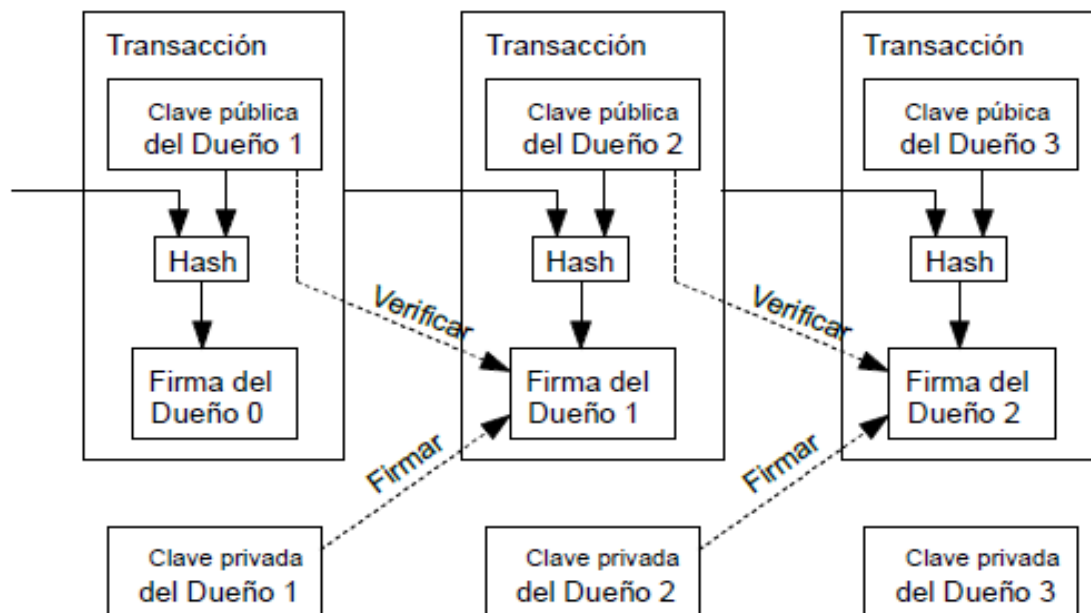 Transacción
Clave pública
del Dueño 1
Hash
Firma del
Dueño 0
Transacción
Clave pública
del Dueño 2
Hash
Firma del
Dueño 1
Transacción
Clave púbica
del Dueño 3
Hash
Firma del
Dueño 2
Verificar
Verificar
Firmar
Firmar
Clave privada
del Dueño 1
Clave privada
del Dueño 2
Clave privada
del Dueño 3